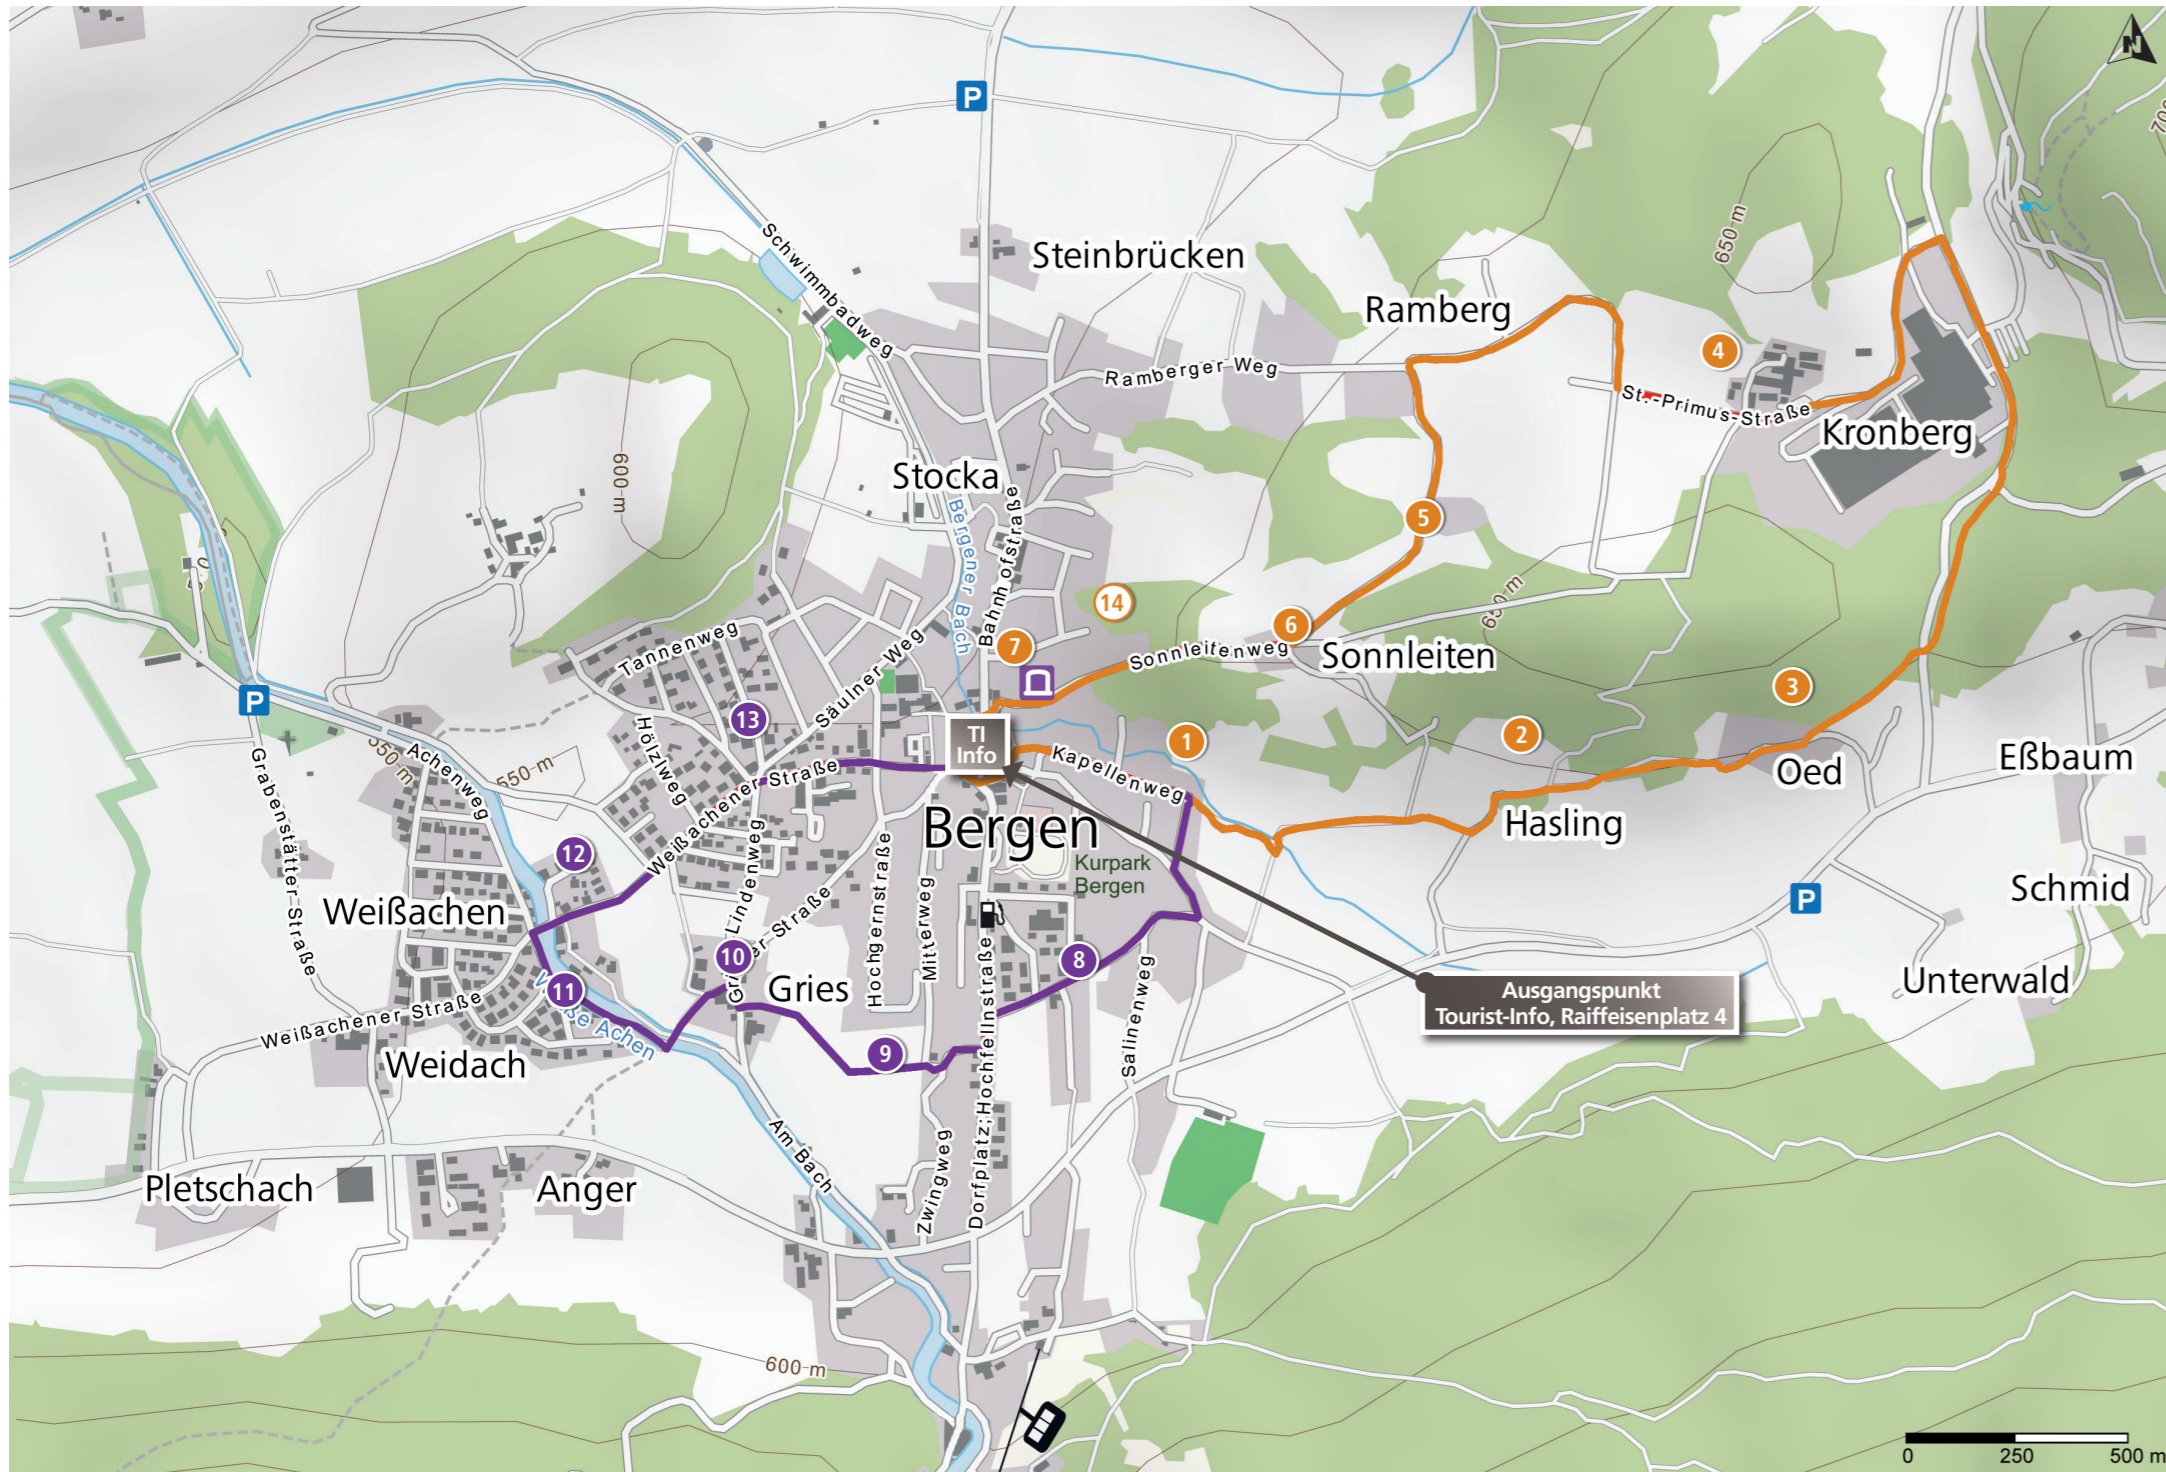 N
P
700
Schwimmbadweg
Steinbrücken
650 m
Ramberg
4
Ramberger Weg
St.-Primus-Straße
Kronberg
600 m
Stocka
Bergener Bach
Bahnhofstraße
5
14
650 m
6
7
Sonnleitenweg
Sonnleiten
Tannenweg
Säulner Weg
3
P
13
Hölzlweg
TI
Info
1
2
Kapellenweg
550 m
Achenweg
550 m
Grabenstätter Straße
Weißachener Straße
Oed
Eßbaum
Bergen
Hasling
12
Kurpark
Bergen
Lindenweg
Hochgernstraße
Mitterweg
P
Schmid
Weißachen
10
8
Gries
11
Salinenweg
Unterwald
Ausgangspunkt
Tourist-Info, Raiffeisenplatz 4
Weißachener Straße
Weidach
9
Dorfplatz;Hochfellnstraße
Am Bach
Zwingweg
Pletschach
Anger
600 m
0 250 500 m